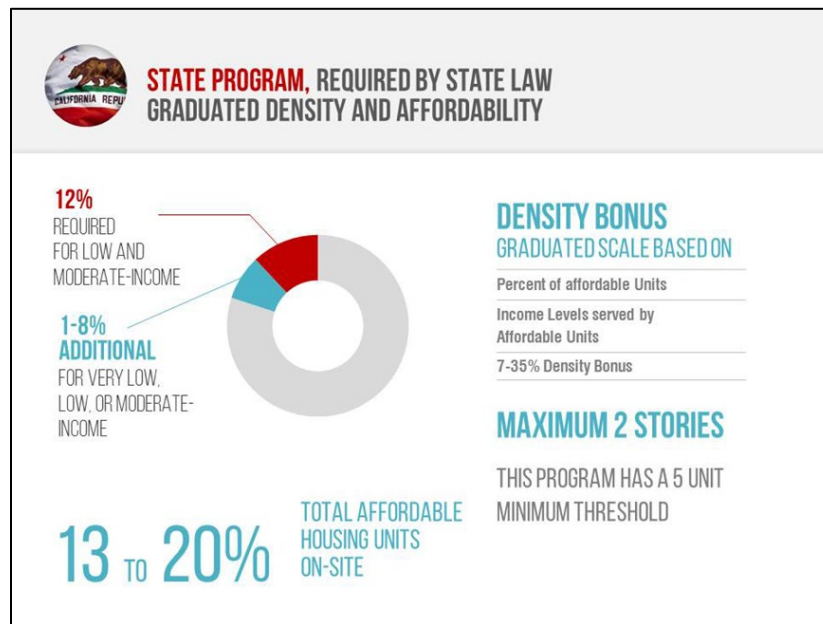 CALIFORNIA REPU
STATE PROGRAM, REQUIRED BY STATE LAW
GRADUATED DENSITY AND AFFORDABILITY
12%
REQUIRED
FOR LOW AND
MODERATE-INCOME
1-8%
ADDITIONAL
FOR VERY LOW,
LOW, OR MODERATE-
INCOME
13 TO 20%
TOTAL AFFORDABLE
HOUSING UNITS
ON-SITE
DENSITY BONUS
GRADUATED SCALE BASED ON
Percent of affordable Units
Income Levels served by
Affordable Units
7-35% Density Bonus
MAXIMUM 2 STORIES
THIS PROGRAM HAS A 5 UNIT
MINIMUM THRESHOLD